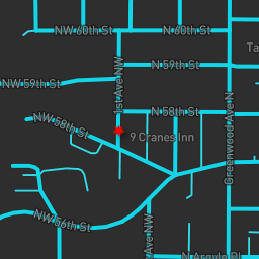 NW 60th St
N 60th St
Ta
N 59th St
NW 59th St
1st Ave NW
N 58th St
NW 58th St
9 Cranes Inn
Greenwood Ave N
NW 56th St
Ave NW
N Argyle Pl